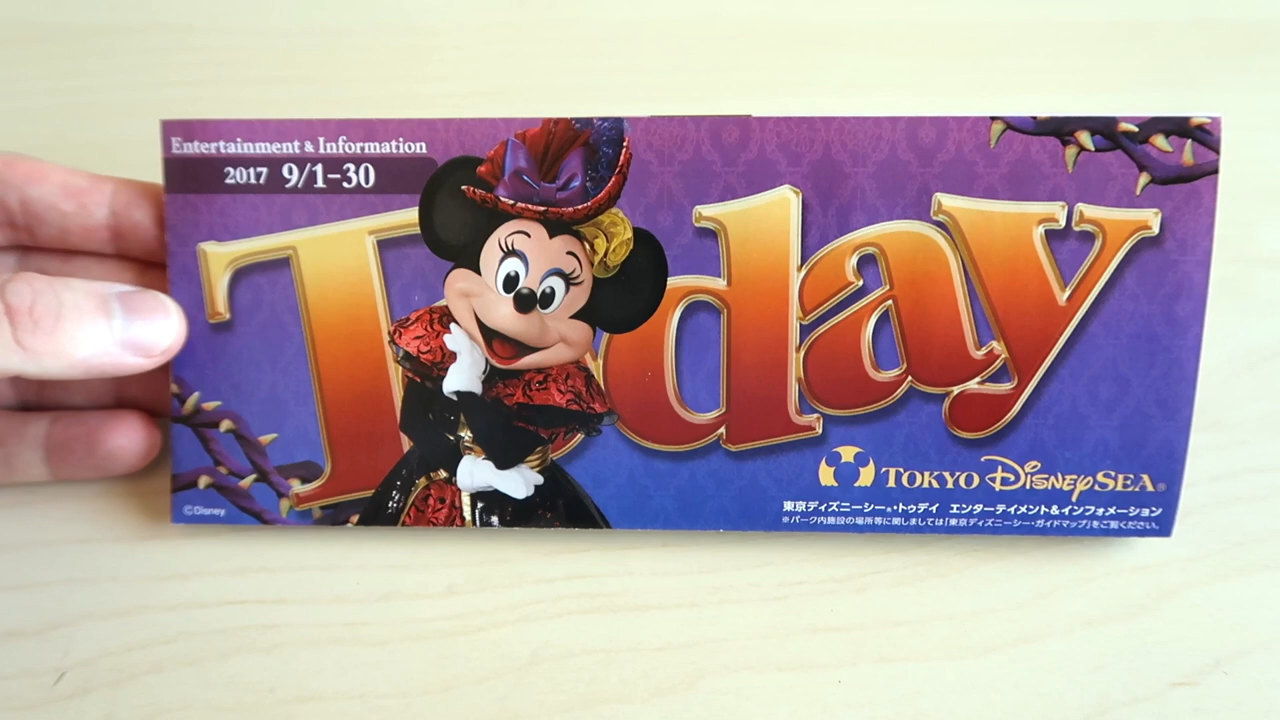 Entertainment & Information
2017 9/1-30
Today
TOKYO DISNEYSEA®
東京ディズニーシー®・トゥデイ エンターテイメント&インフォメーション
※パーク内施設の場所等に関しましては「東京ディズニーシー・ガイドマップ」をご覧ください。
©Disney